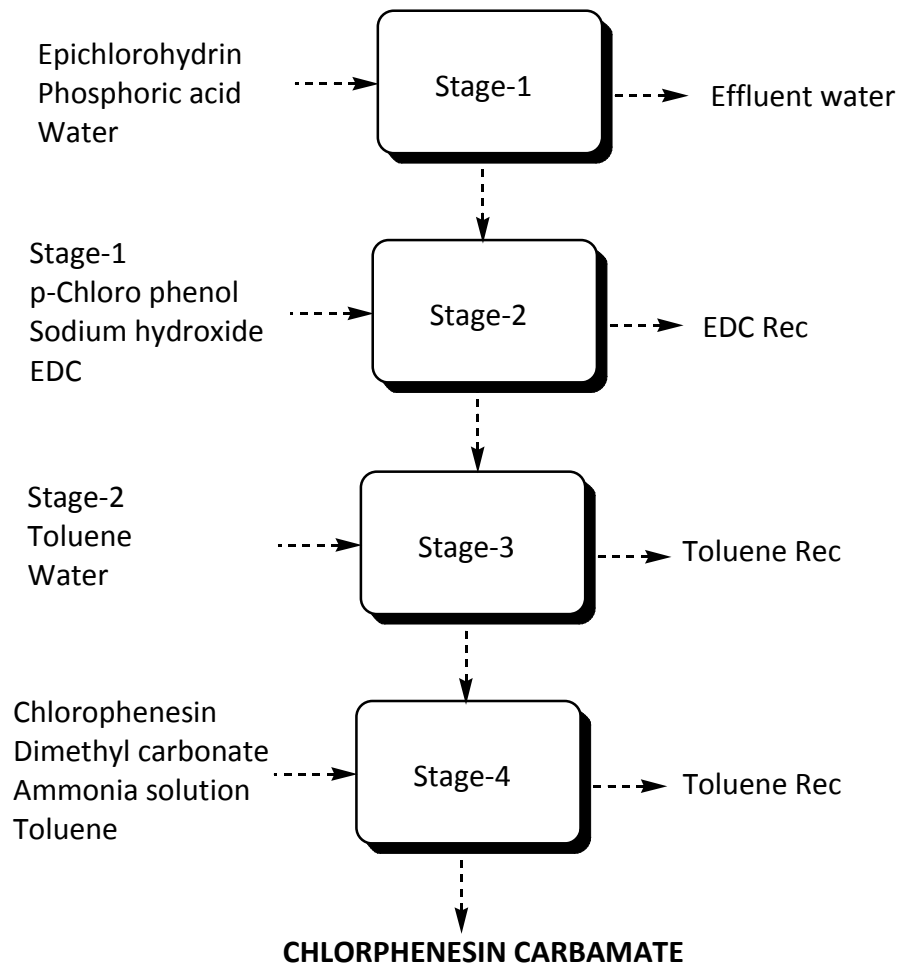 Epichlorohydrin
Phosphoric acid
Water
Stage-1
Effluent water
Stage-1
p-Chloro phenol
Sodium hydroxide
EDC
Stage-2
EDC Rec
Stage-2
Toluene
Water
Stage-3
Toluene Rec
Chlorophenesin
Dimethyl carbonate
Ammonia solution
Toluene
Stage-4
Toluene Rec
CHLORPHENESIN CARBAMATE